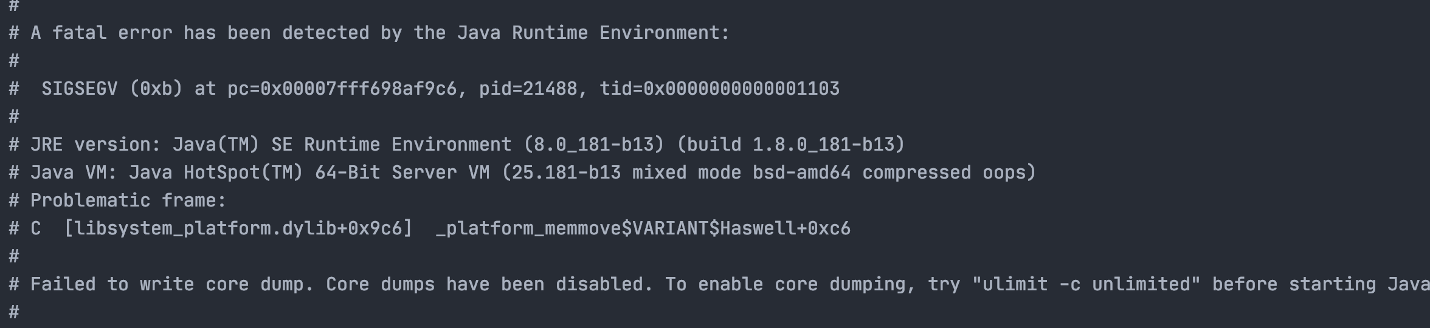 #
# A fatal error has been detected by the Java Runtime Environment:
#
#  SIGSEGV (0xb) at pc=0x00007fff698af9c6, pid=21488, tid=0x0000000000001103
#
# JRE version: Java(TM) SE Runtime Environment (8.0_181-b13) (build 1.8.0_181-b13)
# Java VM: Java HotSpot(TM) 64-Bit Server VM (25.181-b13 mixed mode bsd-amd64 compressed oops)
# Problematic frame:
# C  [libsystem_platform.dylib+0x9c6]  _platform_memmove$VARIANT$Haswell+0xc6
#
# Failed to write core dump. Core dumps have been disabled. To enable core dumping, try "ulimit -c unlimited" before starting Java
#